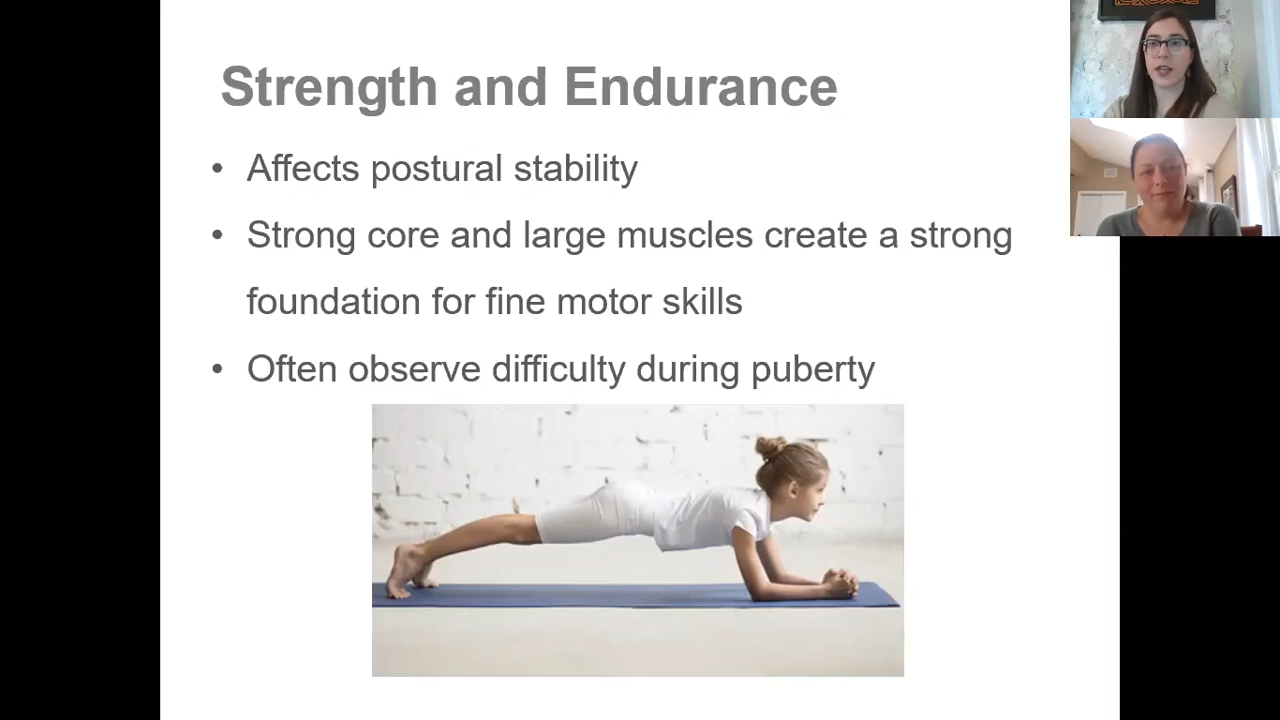 Strength and Endurance
• Affects postural stability
• Strong core and large muscles create a strong
foundation for fine motor skills
• Often observe difficulty during puberty